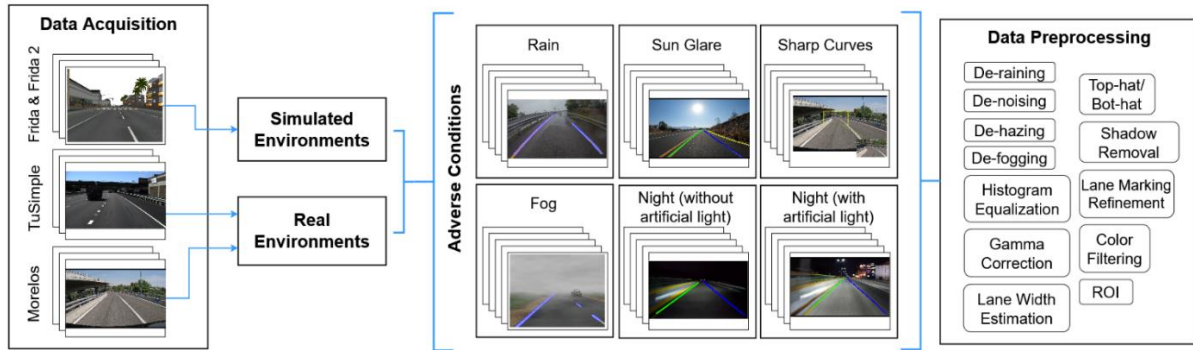 Data Acquisition
Frida & Frida 2
TuSimple
Morelos
Simulated
Environments
Real
Environments
Adverse Conditions
Rain
Sun Glare
Sharp Curves
Fog
Night (without
artificial light)
Night (with
artificial light)
Data Preprocessing
De-raining
De-noising
De-hazing
De-fogging
Histogram
Equalization
Gamma
Correction
Lane Width
Estimation
Top-hat/
Bot-hat
Shadow
Removal
Lane Marking
Refinement
Color
Filtering
ROI